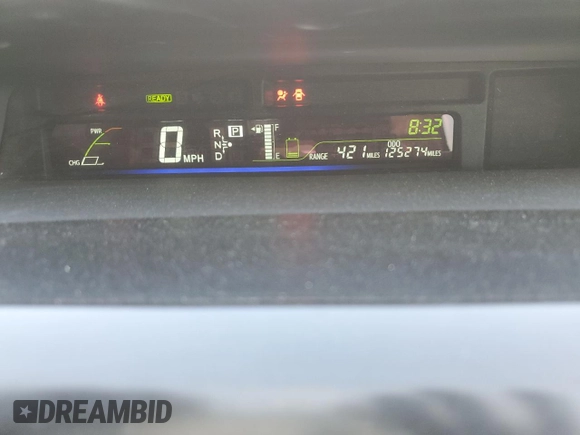 READY
PWR
CHG
0 MPH
R
N
D
P
F
E
8:32
ODO
RANGE 421 MILES 125274 MILES
DREAMBID